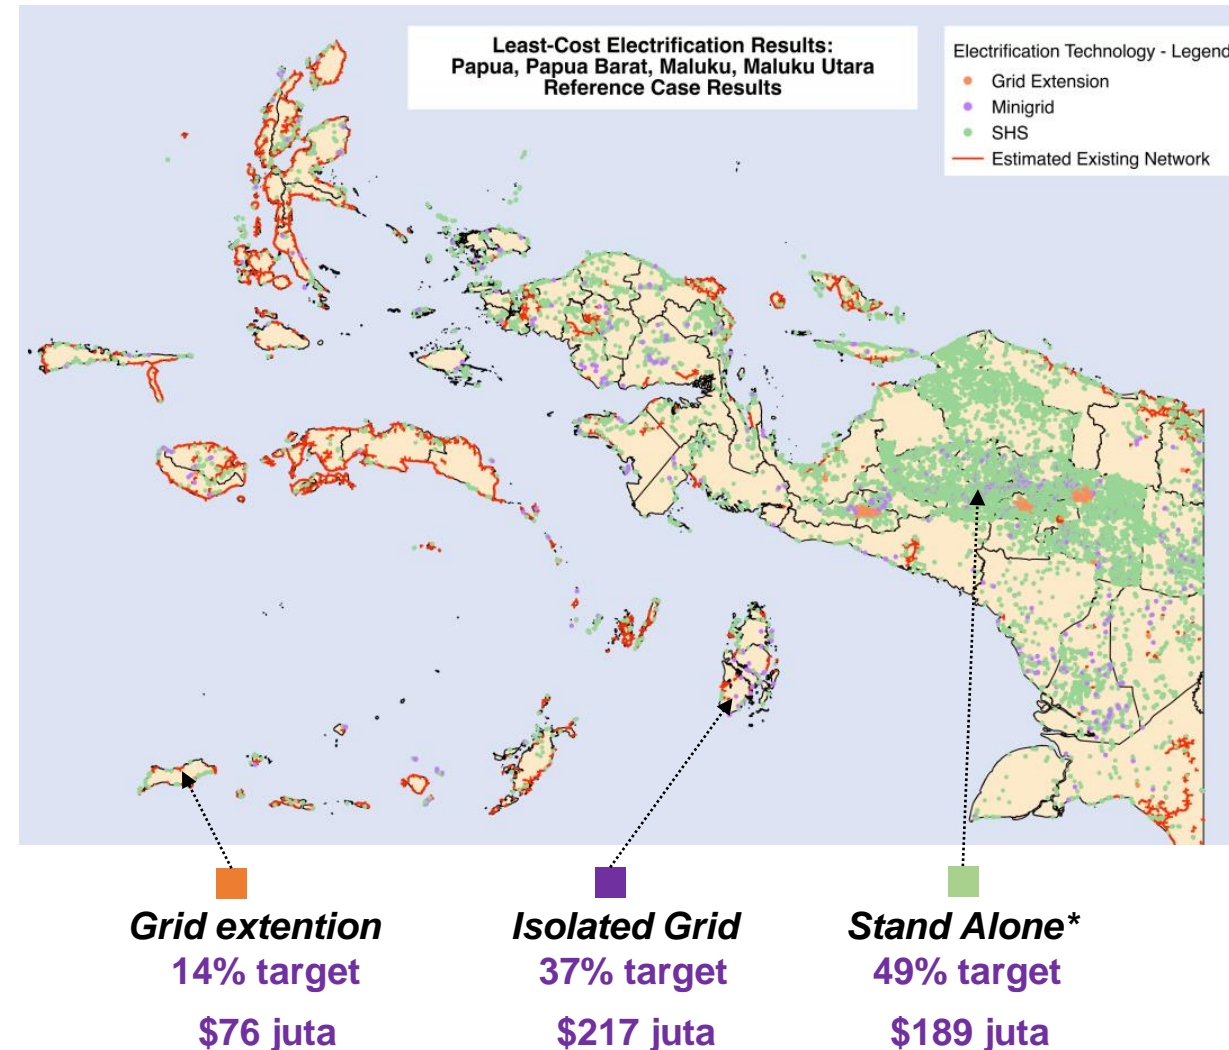 Least-Cost Electrification Results:
Papua, Papua Barat, Maluku, Maluku Utara
Reference Case Results
Electrification Technology - Legend
Grid Extension
Minigrid
SHS
Estimated Existing Network
Grid extention
14% target
$76 juta
Isolated Grid
37% target
$217 juta
Stand Alone*
49% target
$189 juta